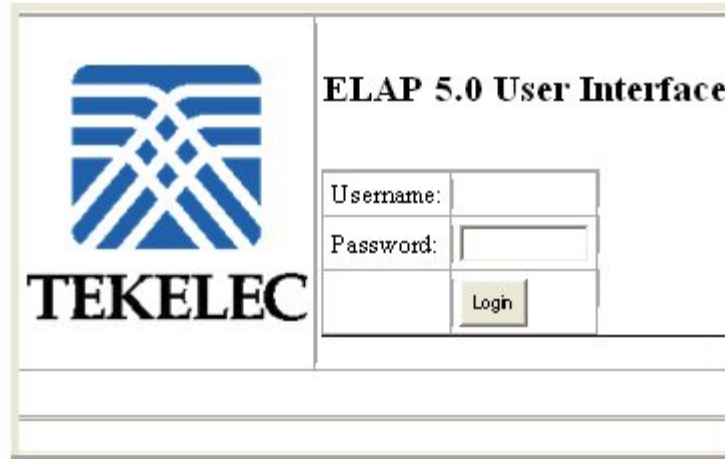 ELAP 5.0 User Interface
Username:
Password:
Login
TEKELEC